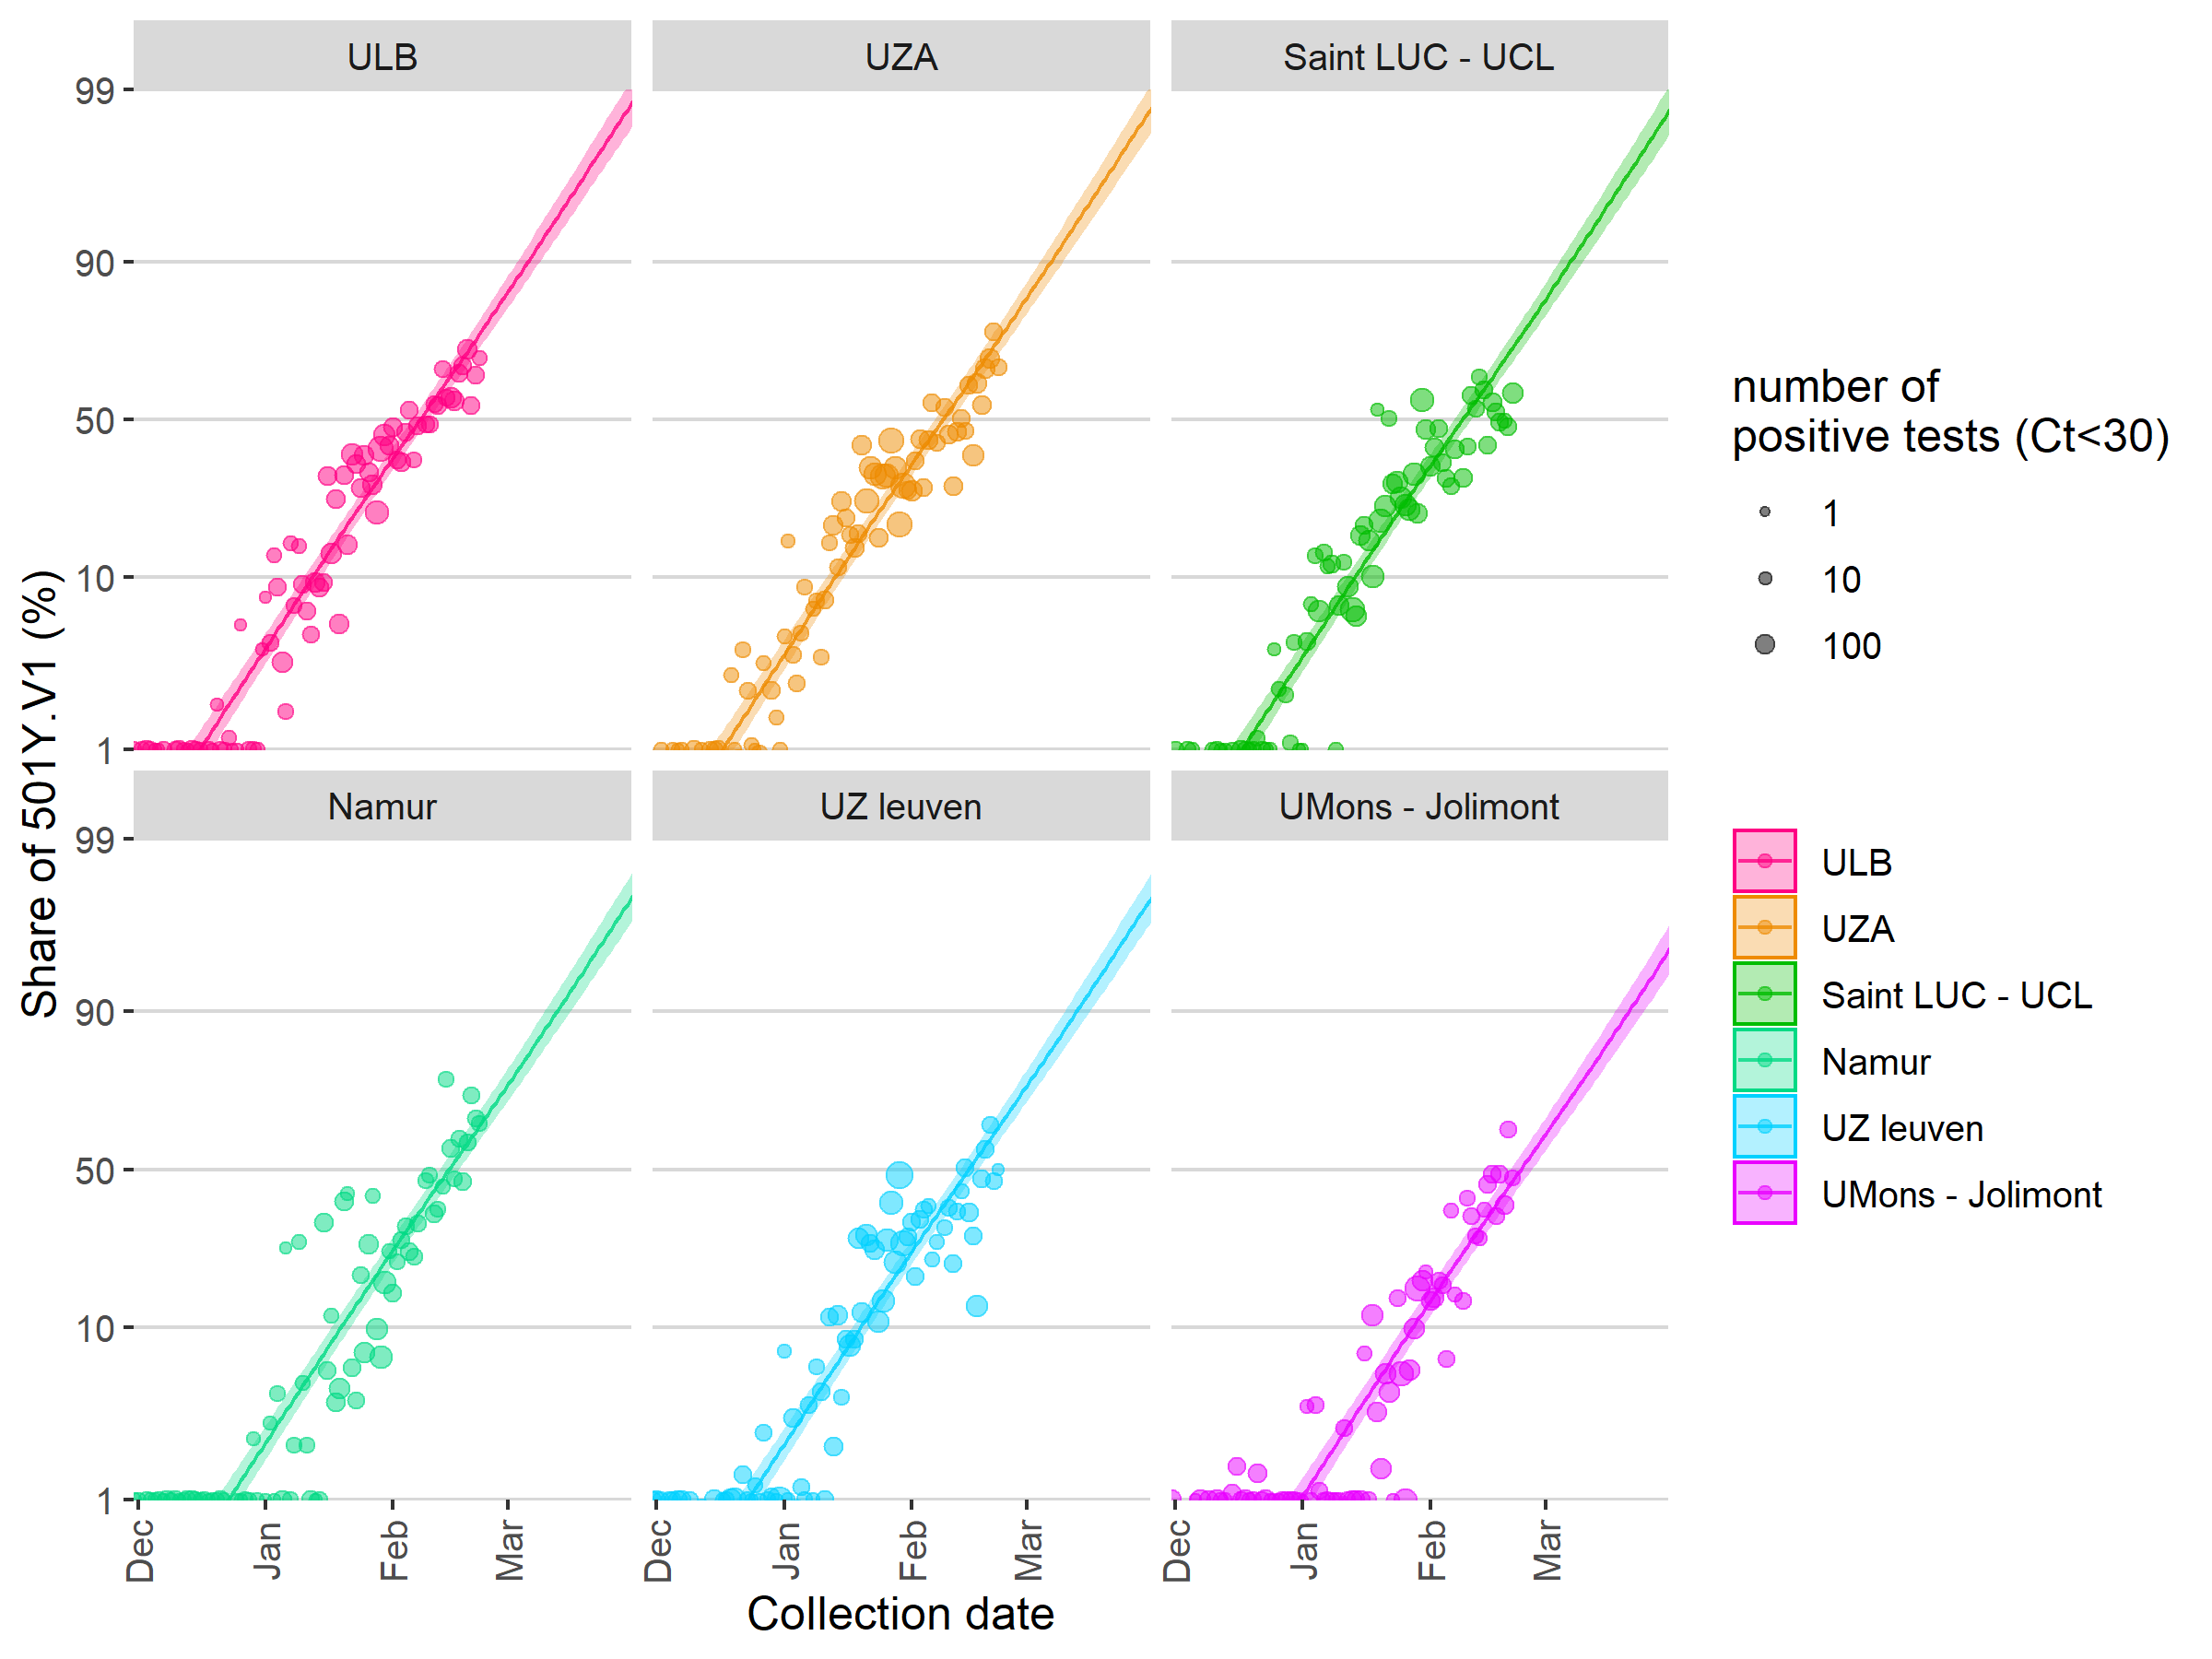 ULB
UZA
Saint LUC - UCL
99
90
50
10
1
Namur
UZ leuven
UMons - Jolimont
99
90
50
10
1
Dec
Jan
Feb
Mar
Dec
Jan
Feb
Mar
Dec
Jan
Feb
Mar
Collection date
Share of 501Y.V1 (%)
number of
positive tests (Ct<30)
1
10
100
ULB
UZA
Saint LUC - UCL
Namur
UZ leuven
UMons - Jolimont